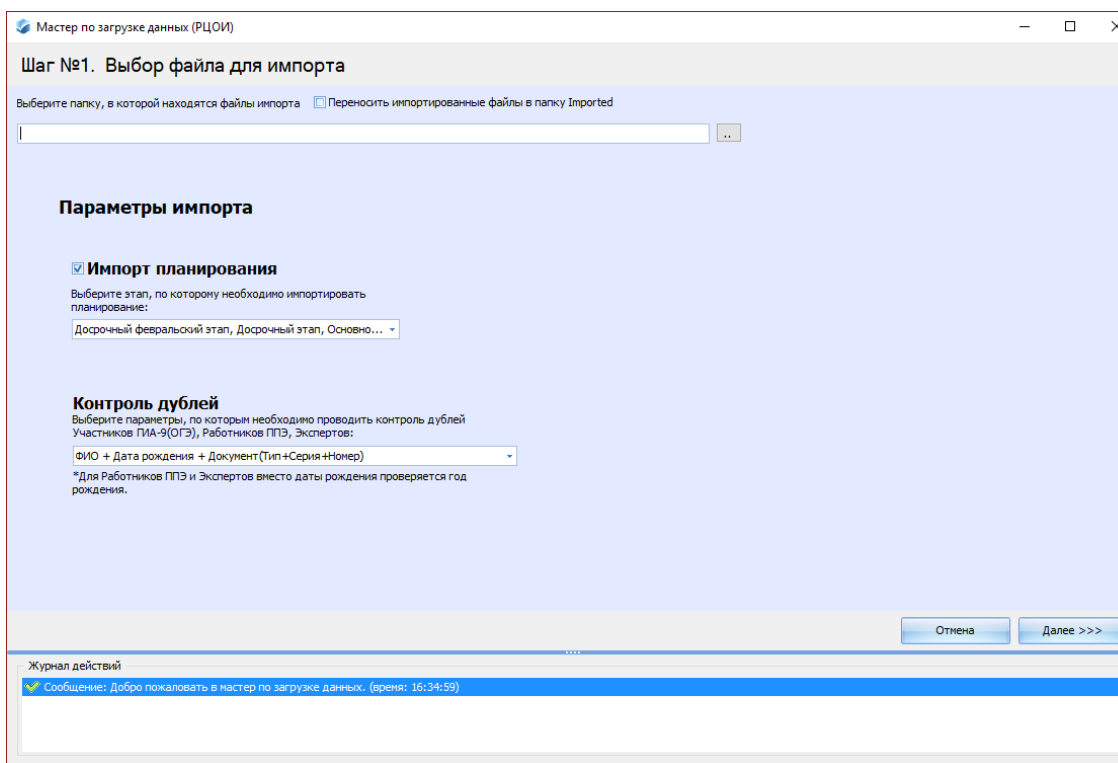 Мастер по загрузке данных (РЦОИ)
Шаг №1. Выбор файла для импорта
Выберите папку, в которой находятся файлы импорта Переносить импортированные файлы в папку Imported
..
Параметры импорта
Импорт планирования
Выберите этап, по которому необходимо импортировать
планирование:
Досрочный февральский этап, Досрочный этап, Основно...
Контроль дублей
Выберите параметры, по которым необходимо проводить контроль дублей
Участников ГИА-9(ОГЭ), Работников ППЭ, Экспертов:
ФИО + Дата рождения + Документ(Тип+Серия+Номер)
*Для Работников ППЭ и Экспертов вместо даты рождения проверяется год
рождения.
Отмена Далее >>>
Журнал действий
Сообщение: Добро пожаловать в мастер по загрузке данных. (время: 16:34:59)